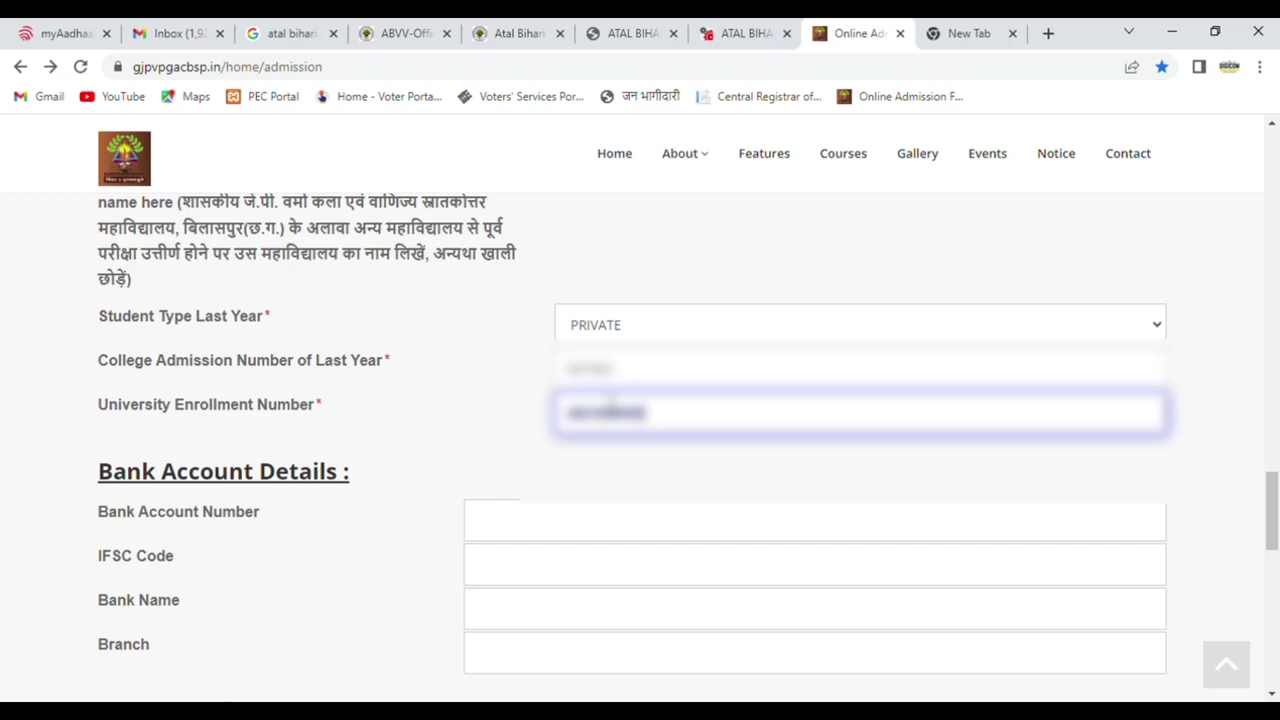 myAadhaa
Inbox (1,92
atal bihari
ABVV-Offi
Atal Bihari
ATAL BIHA
ATAL BIHA
Online Adm
New Tab
gjpvpgacbsp.in/home/admission
Gmail
YouTube
Maps
PEC Portal
Home - Voter Porta...
Voters' Services Por...
जन भागीदारी
Central Registrar of...
Online Admission F...
Home
About
Features
Courses
Gallery
Events
Notice
Contact
name here (शासकीय जे.पी. वर्मा कला एवं वाणिज्य स्नातकोत्तर
महाविद्यालय, बिलासपुर(छ.ग.) के अलावा अन्य महाविद्यालय से पूर्व
परीक्षा उत्तीर्ण होने पर उस महाविद्यालय का नाम लिखें, अन्यथा खाली
छोड़ें)
Student Type Last Year*
PRIVATE
College Admission Number of Last Year*
University Enrollment Number*
Bank Account Details :
Bank Account Number
IFSC Code
Bank Name
Branch